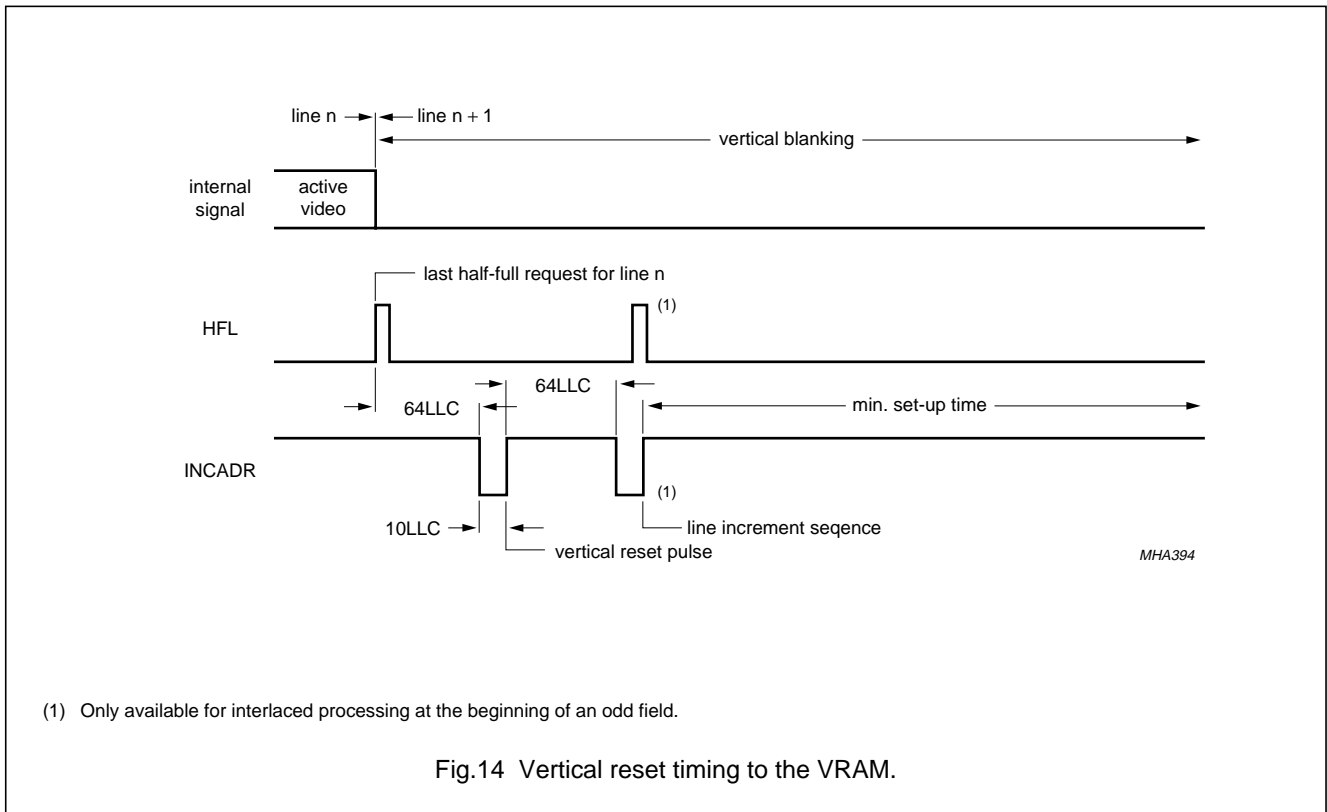 line n
line n + 1
vertical blanking
internal
signal
active
video
last half-full request for line n
(1)
HFL
64LLC
64LLC
min. set-up time
INCADR
(1)
10LLC
line increment seqence
vertical reset pulse
MHA394
(1) Only available for interlaced processing at the beginning of an odd field.
Fig.14 Vertical reset timing to the VRAM.